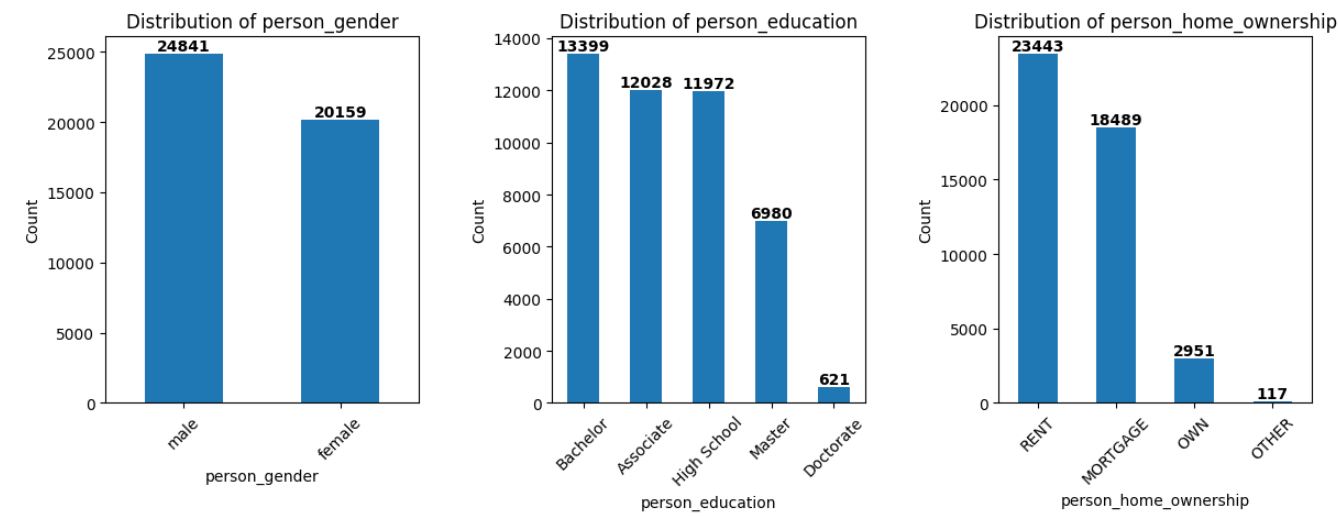 Distribution of person_gender
25000
20000
15000
10000
5000
0
Count
24841
20159
male
female
person_gender
Distribution of person_education
14000
12000
10000
8000
6000
4000
2000
0
Count
13399
12028
11972
6980
621
Bachelor
Associate
High School
Master
Doctorate
person_education
Distribution of person_home_ownership
20000
15000
10000
5000
0
Count
23443
18489
2951
117
RENT
MORTGAGE
OWN
OTHER
person_home_ownership